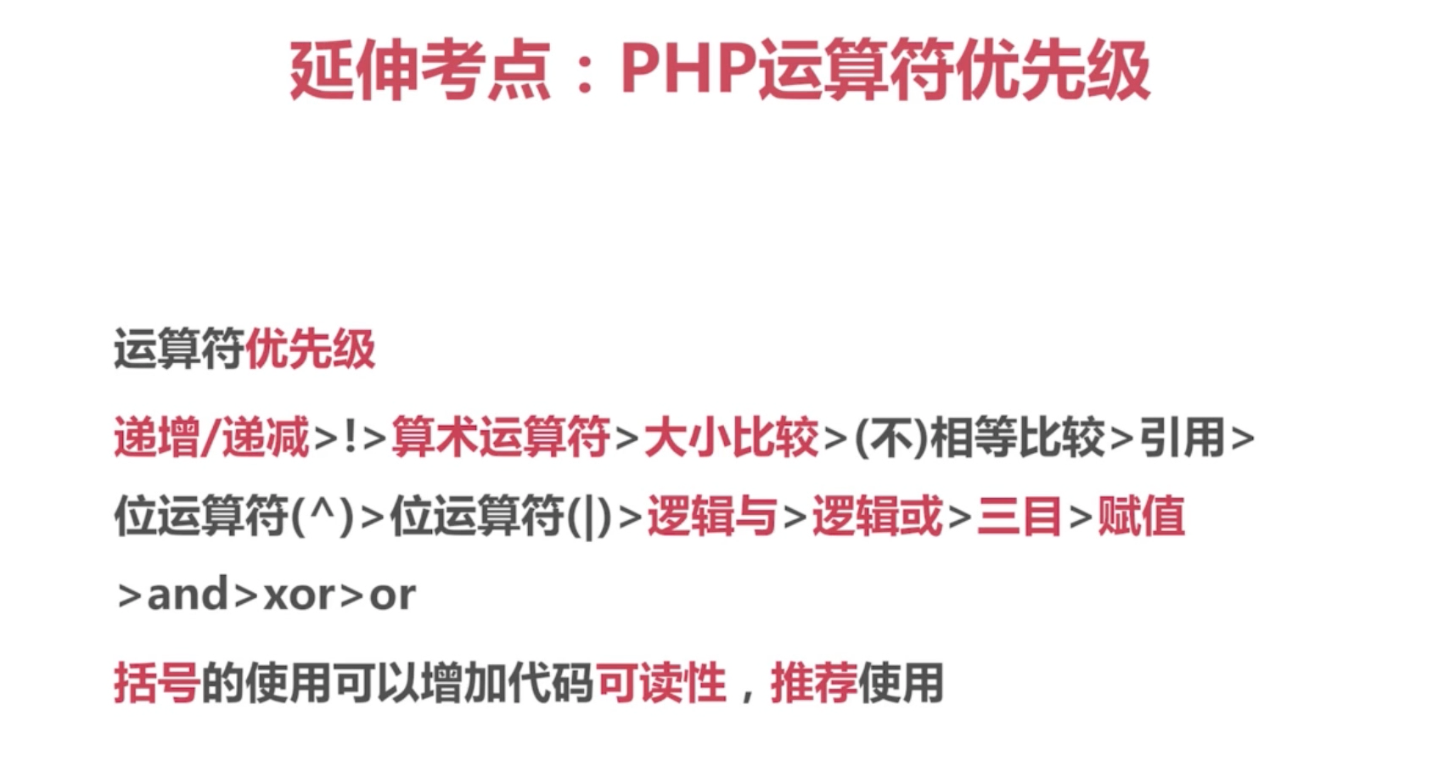 延伸考点：PHP运算符优先级
运算符优先级
递增/递减>!>算术运算符>大小比较>(不)相等比较>引用>
位运算符(^)>位运算符(|)>逻辑与>逻辑或>三目>赋值
>and>xor>or
括号的使用可以增加代码可读性，推荐使用